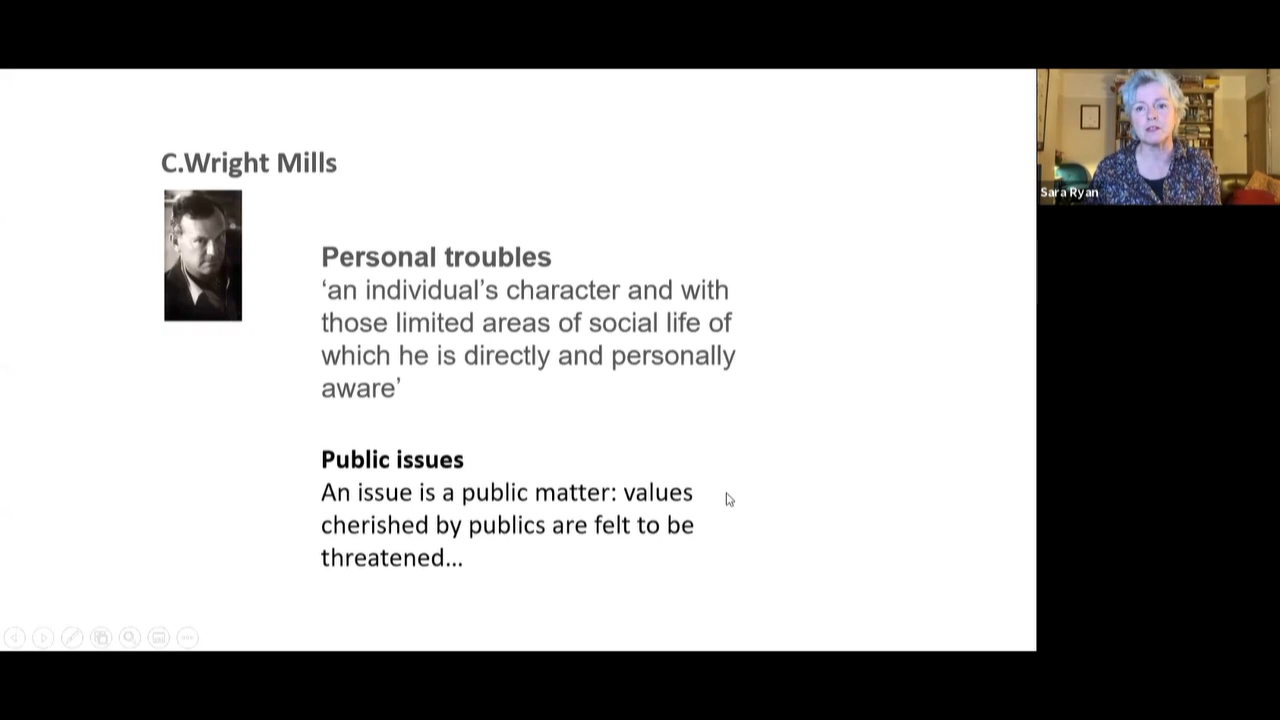 C.Wright Mills
Personal troubles
‘an individual’s character and with
those limited areas of social life of
which he is directly and personally
aware’
Public issues
An issue is a public matter: values
cherished by publics are felt to be
threatened…
Sara Ryan